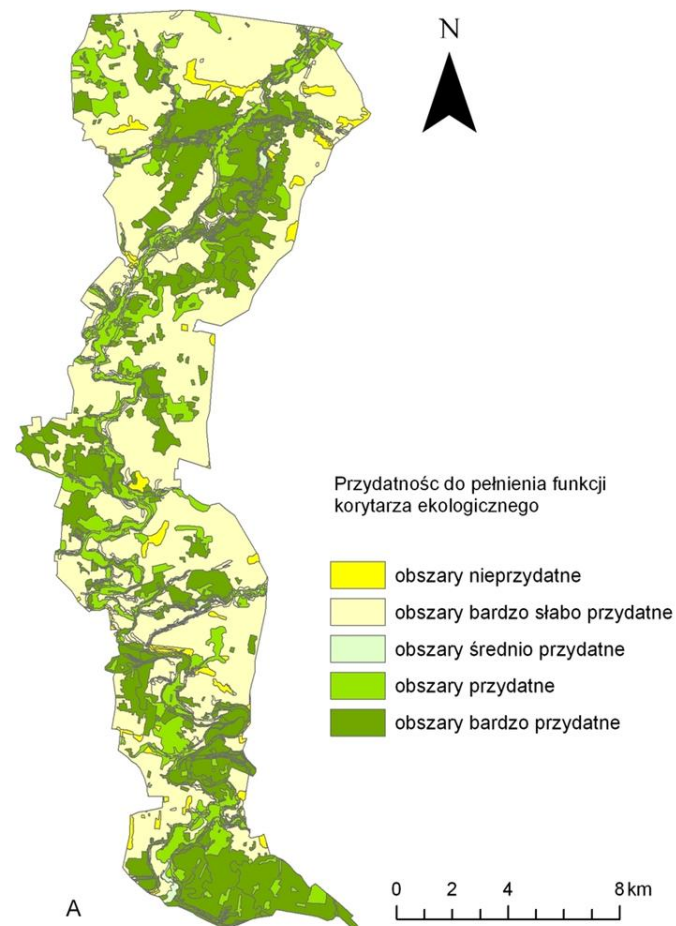 N
Przydatnośc do pełnienia funkcji
korytarza ekologicznego
obszary nieprzydatne
obszary bardzo słabo przydatne
obszary średnio przydatne
obszary przydatne
obszary bardzo przydatne
A
0 2 4 8 km